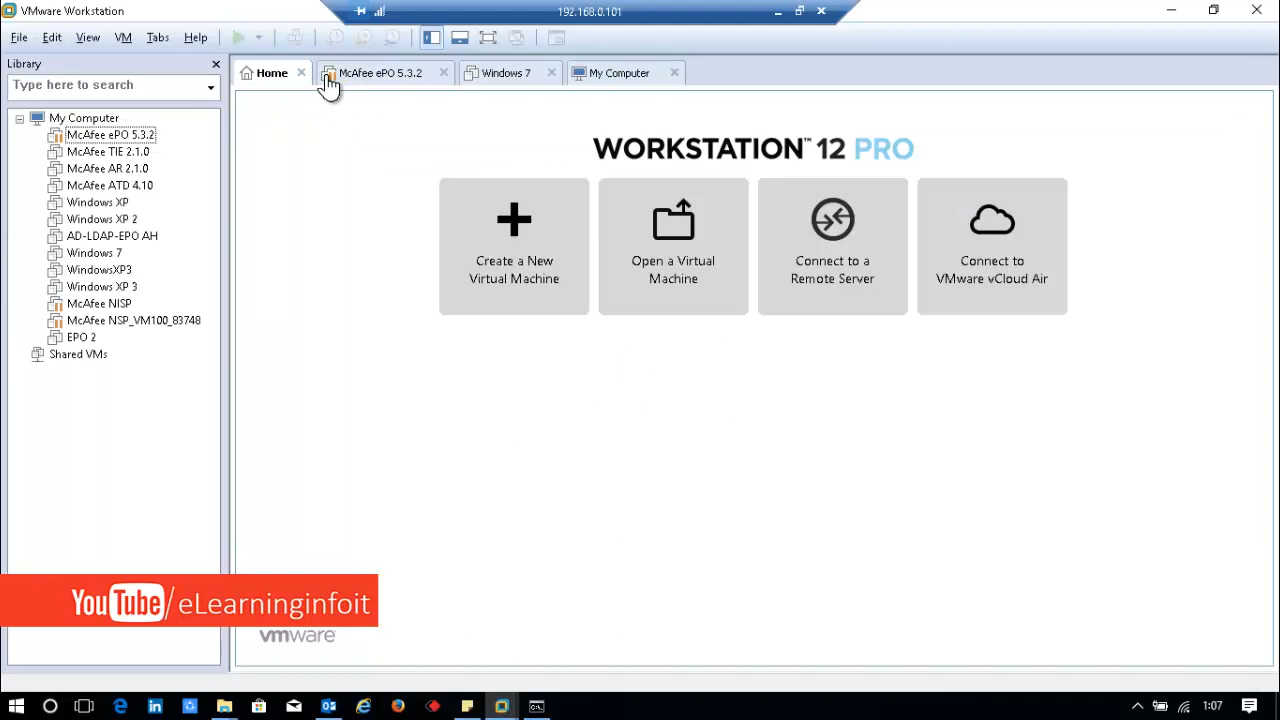 VMware Workstation
192.168.0.101
File Edit View VM Tabs Help
Library
Type here to search
My Computer
McAfee ePO 5.3.2
McAfee TIE 2.1.0
McAfee AR 2.1.0
McAfee ATD 4.10
Windows XP
Windows XP 2
AD-LDAP-EPO AH
Windows 7
WindowsXP3
Windows XP 3
McAfee NISP
McAfee NSP_VM100_83748
EPO 2
Shared VMs
Home McAfee ePO 5.3.2 Windows 7 My Computer
WORKSTATION™ 12 PRO
Create a New
Virtual Machine
Open a Virtual
Machine
Connect to a
Remote Server
Connect to
VMware vCloud Air
YouTube/eLearninginfoit
vmware
1:07